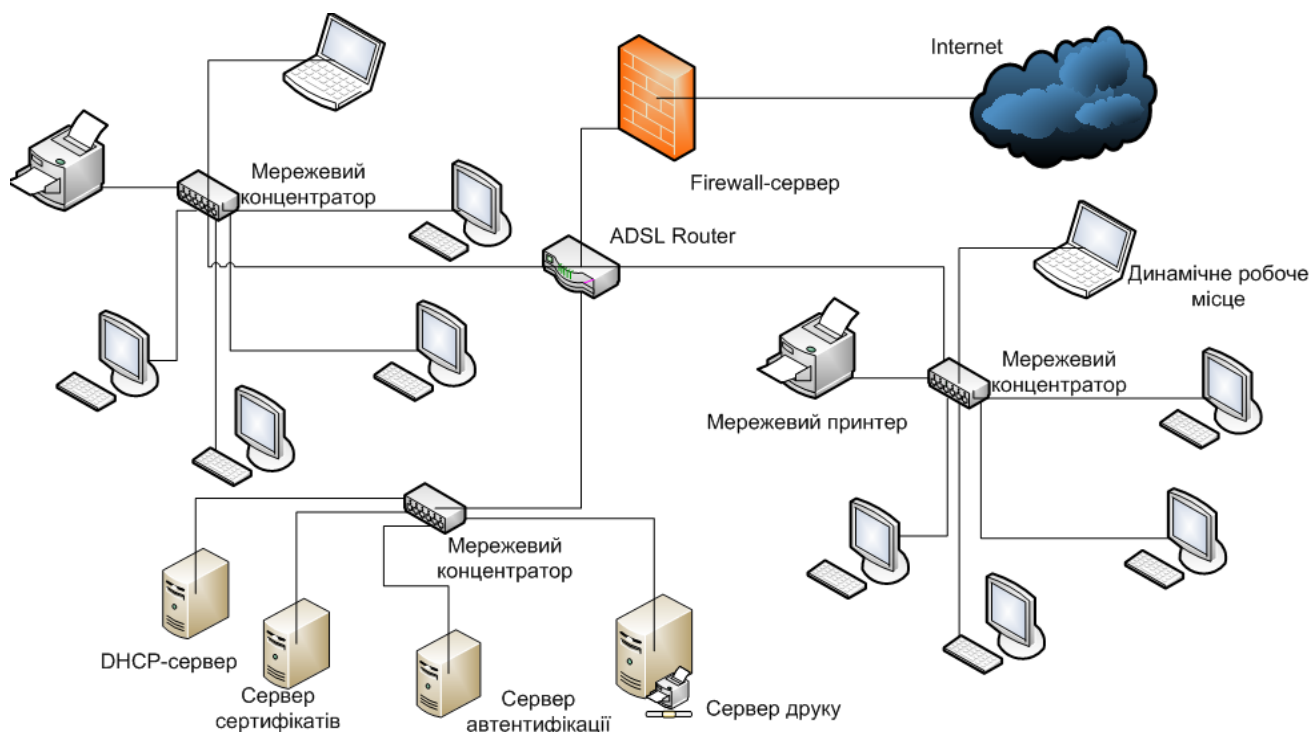 Internet
Мережевий
концентратор
Firewall-сервер
ADSL Router
Динамічне робоче
місце
Мережевий
концентратор
Мережевий принтер
Мережевий
концентратор
DHCP-сервер
Сервер
сертифікатів
Сервер
автентифікації
Сервер друку